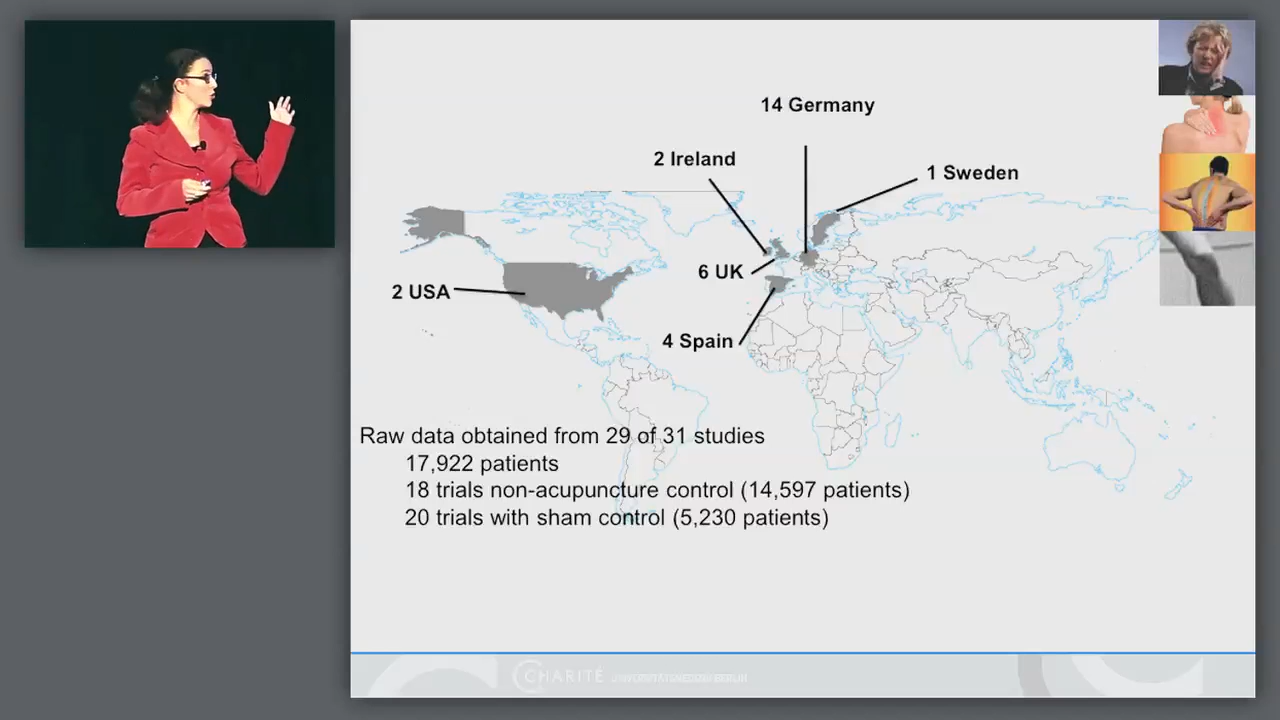 14 Germany
2 Ireland
1 Sweden
6 UK
2 USA
4 Spain
Raw data obtained from 29 of 31 studies
17,922 patients
18 trials non-acupuncture control (14,597 patients)
20 trials with sham control (5,230 patients)
CHARITÉ UNIVERSITÄTSMEDIZIN BERLIN